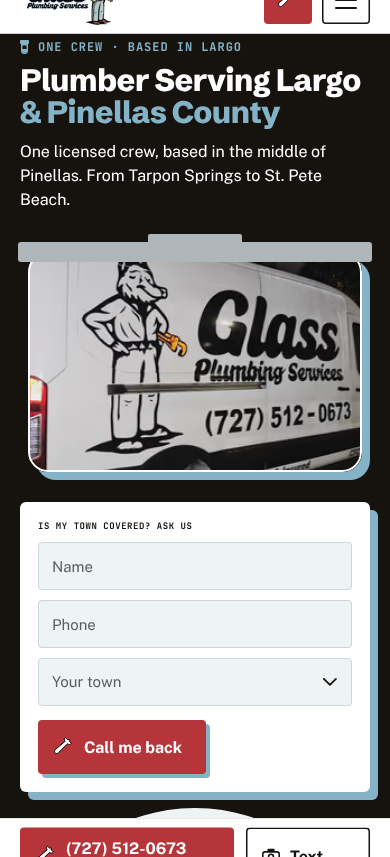 Glass
Plumbing Services
ONE CREW · BASED IN LARGO
Plumber Serving Largo
& Pinellas County
One licensed crew, based in the middle of
Pinellas. From Tarpon Springs to St. Pete
Beach.
Glass
Plumbing Services
(727) 512-0673
Insured
IS MY TOWN COVERED? ASK US
Name
Phone
Your town
Call me back
(727) 512-0673
Text